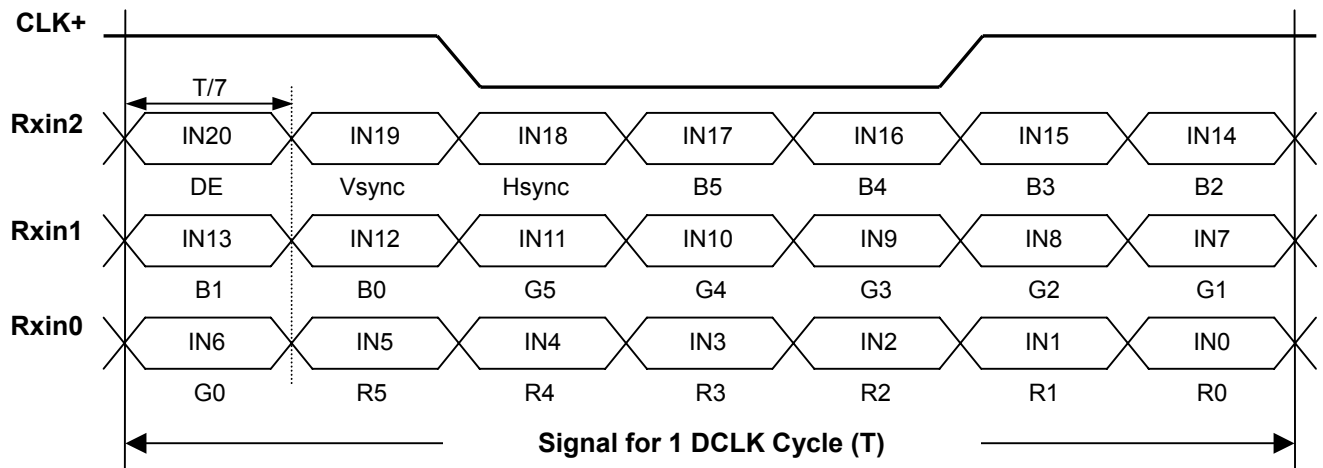 CLK+
T/7
Rxin2 IN20 IN19 IN18 IN17 IN16 IN15 IN14
DE Vsync Hsync B5 B4 B3 B2
Rxin1 IN13 IN12 IN11 IN10 IN9 IN8 IN7
B1 B0 G5 G4 G3 G2 G1
Rxin0 IN6 IN5 IN4 IN3 IN2 IN1 IN0
G0 R5 R4 R3 R2 R1 R0
Signal for 1 DCLK Cycle (T)